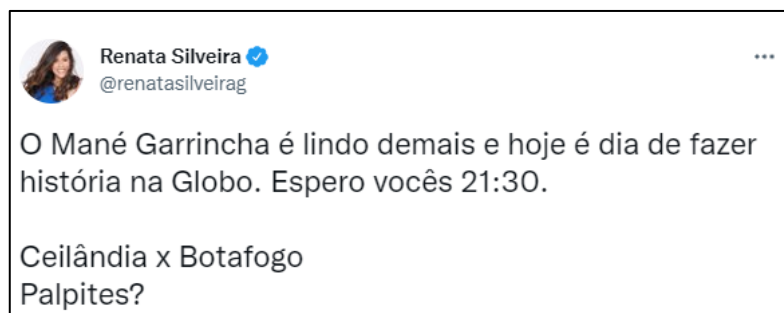 Renata Silveira
@renatasilveirag
O Mané Garrincha é lindo demais e hoje é dia de fazer
história na Globo. Espero vocês 21:30.
Ceilândia x Botafogo
Palpites?